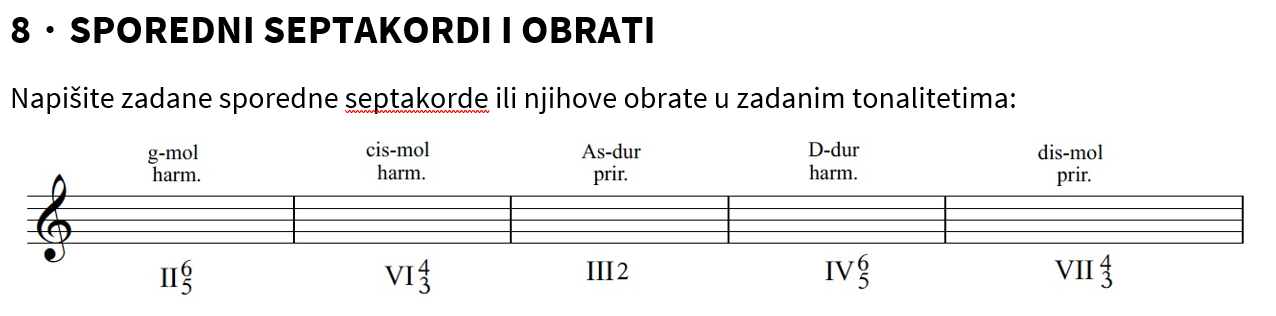 8 · SPOREDNI SEPTAKORDI I OBRATI
Napišite zadane sporedne septakorde ili njihove obrate u zadanim tonalitetima:
g-mol harm. cis-mol harm. As-dur prir. D-dur harm. dis-mol prir.
II 6 5 VI 4 3 III 2 IV 6 5 VII 4 3